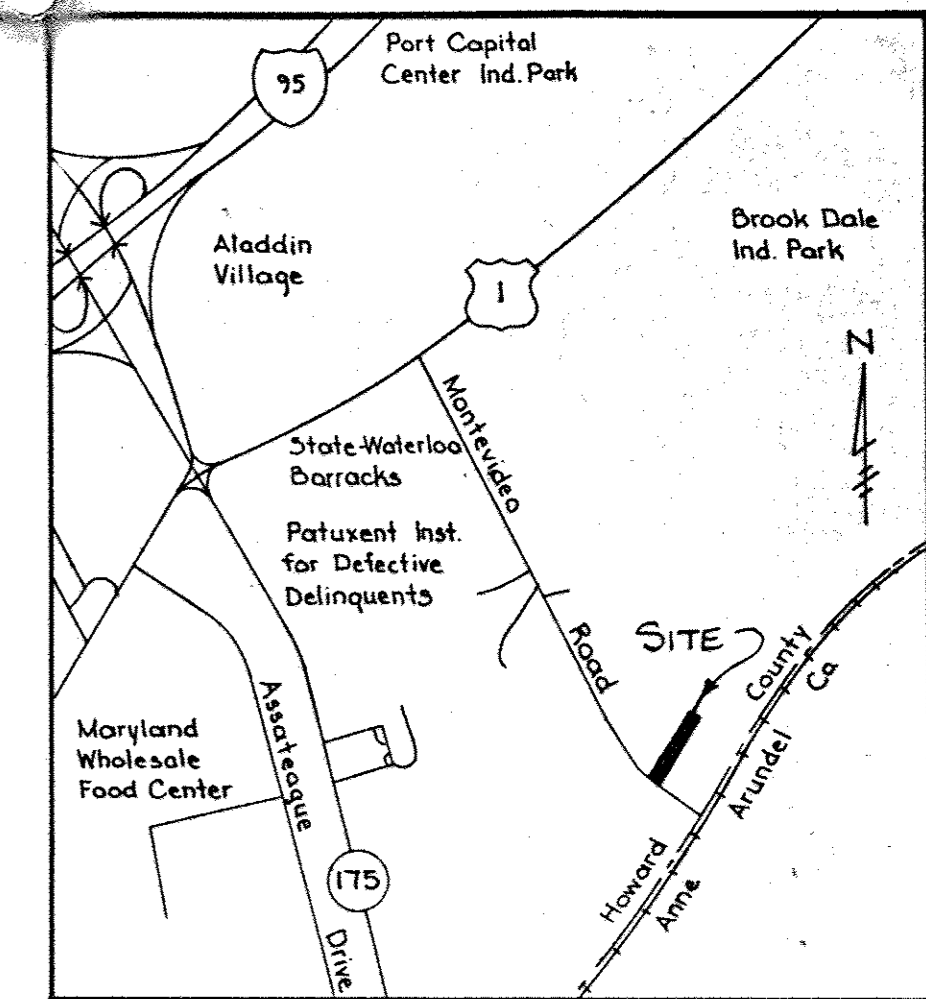 Port Capital
Center Ind. Park
95
Brook Dale
Ind. Park
Aladdin
Village
1
N
Montevideo
Road
State-Waterloo
Barracks
Patuxent Inst.
for Defective
Delinquents
SITE
County
Co
Howard
Anne
Arundel
Maryland
Wholesale
Food Center
Assateague
Drive
175